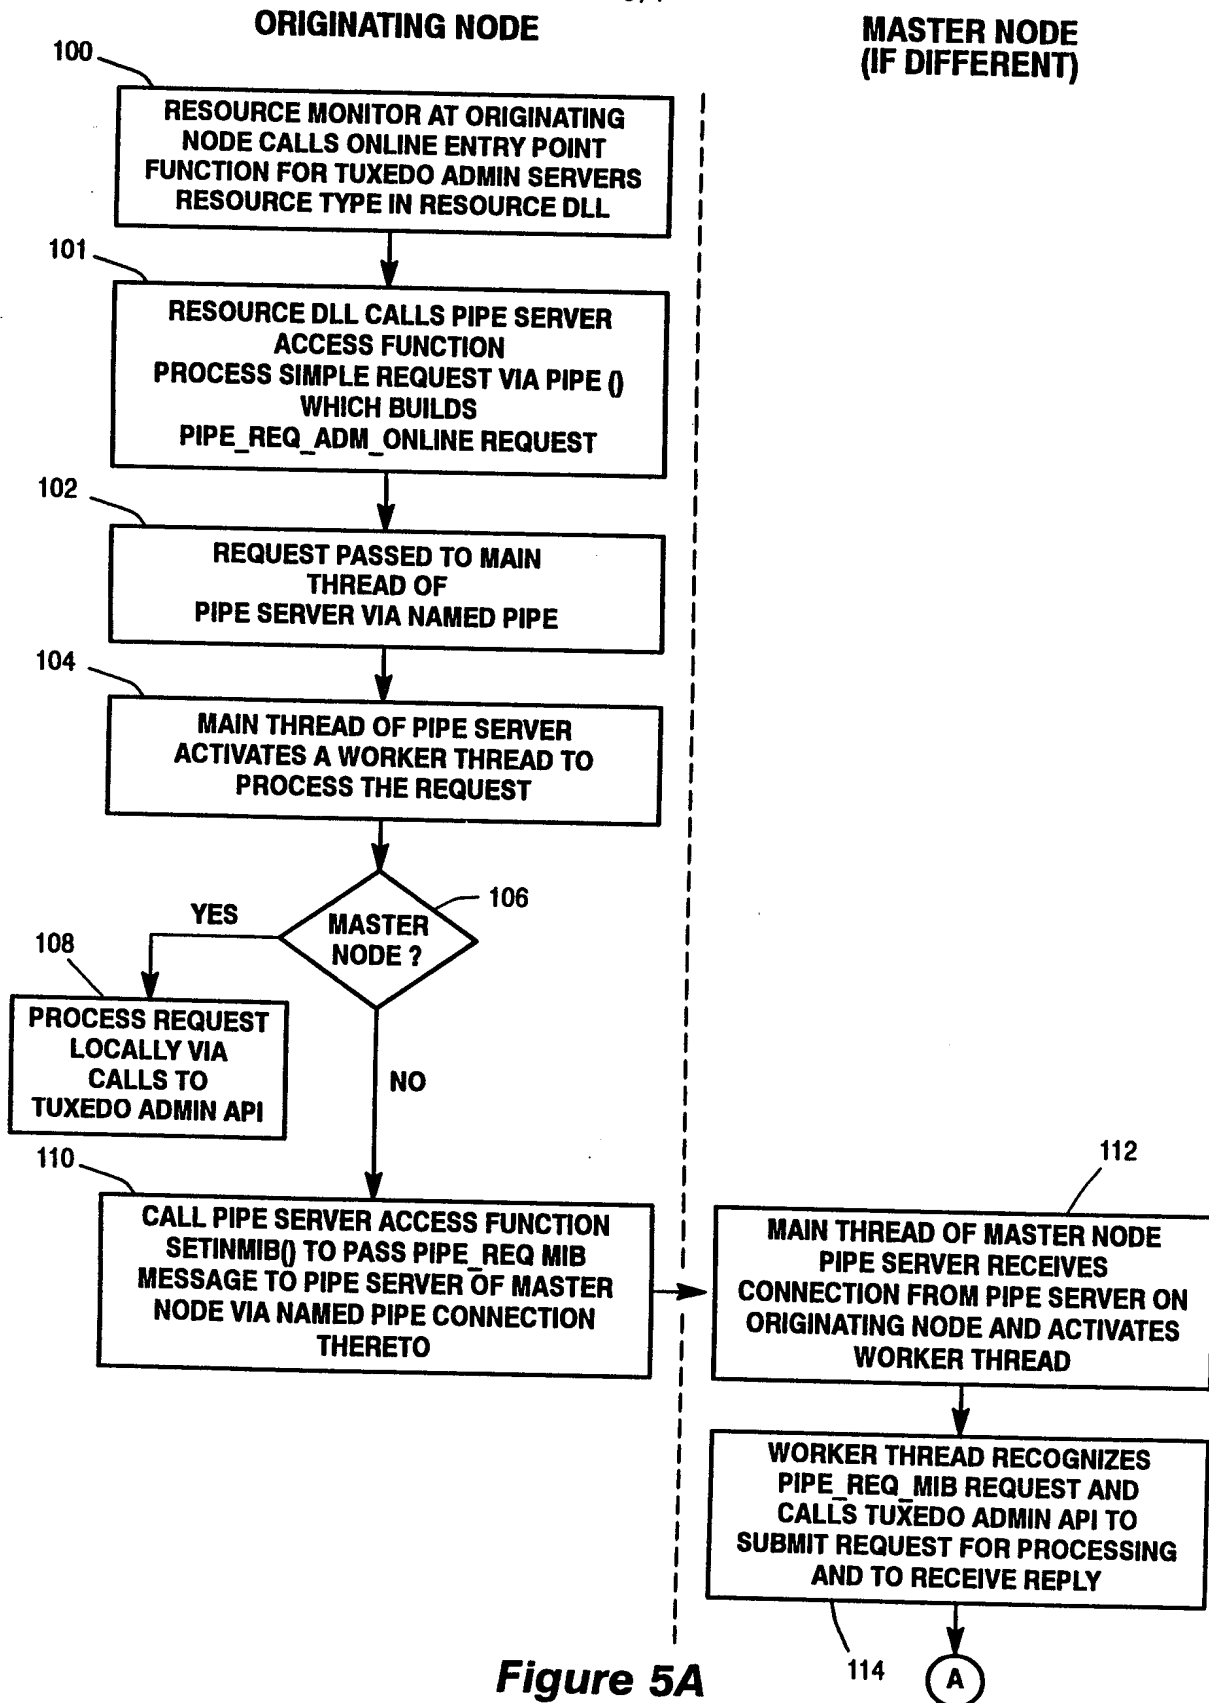 ORIGINATING NODE
MASTER NODE
(IF DIFFERENT)
100
RESOURCE MONITOR AT ORIGINATING
NODE CALLS ONLINE ENTRY POINT
FUNCTION FOR TUXEDO ADMIN SERVERS
RESOURCE TYPE IN RESOURCE DLL
101
RESOURCE DLL CALLS PIPE SERVER
ACCESS FUNCTION
PROCESS SIMPLE REQUEST VIA PIPE ()
WHICH BUILDS
PIPE_REQ_ADM_ONLINE REQUEST
102
REQUEST PASSED TO MAIN
THREAD OF
PIPE SERVER VIA NAMED PIPE
104
MAIN THREAD OF PIPE SERVER
ACTIVATES A WORKER THREAD TO
PROCESS THE REQUEST
106
MASTER
NODE ?
YES
108
PROCESS REQUEST
LOCALLY VIA
CALLS TO
TUXEDO ADMIN API
NO
110
CALL PIPE SERVER ACCESS FUNCTION
SETINMIB() TO PASS PIPE_REQ MIB
MESSAGE TO PIPE SERVER OF MASTER
NODE VIA NAMED PIPE CONNECTION
THERETO
112
MAIN THREAD OF MASTER NODE
PIPE SERVER RECEIVES
CONNECTION FROM PIPE SERVER ON
ORIGINATING NODE AND ACTIVATES
WORKER THREAD
WORKER THREAD RECOGNIZES
PIPE_REQ_MIB REQUEST AND
CALLS TUXEDO ADMIN API TO
SUBMIT REQUEST FOR PROCESSING
AND TO RECEIVE REPLY
114
A
Figure 5A